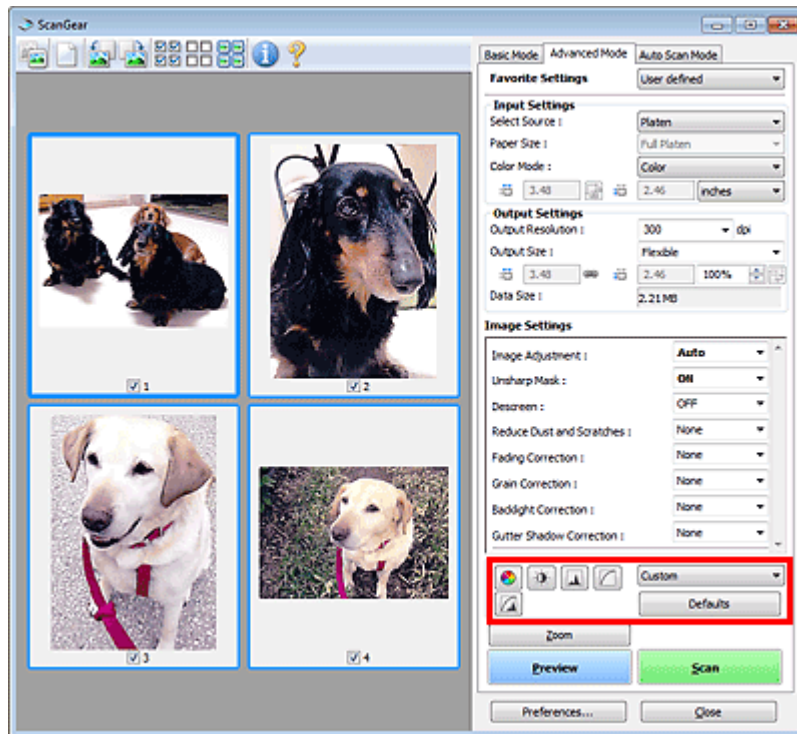 ScanGear
Basic Mode Advanced Mode Auto Scan Mode
Favorite Settings User defined
Input Settings
Select Source : Platen
Paper Size : Full Platen
Color Mode : Color
3.48 2.46 inches
Output Settings
Output Resolution : 300 dpi
Output Size : Flexible
3.48 2.46 100%
Data Size : 2.21 MB
Image Settings
Image Adjustment : Auto
Unsharp Mask : ON
Descreen : OFF
Reduce Dust and Scratches : None
Fading Correction : None
Grain Correction : None
Backlight Correction : None
Gutter Shadow Correction : None
Custom
Defaults
Zoom
Preview Scan
Preferences... Close
1 2
3 4